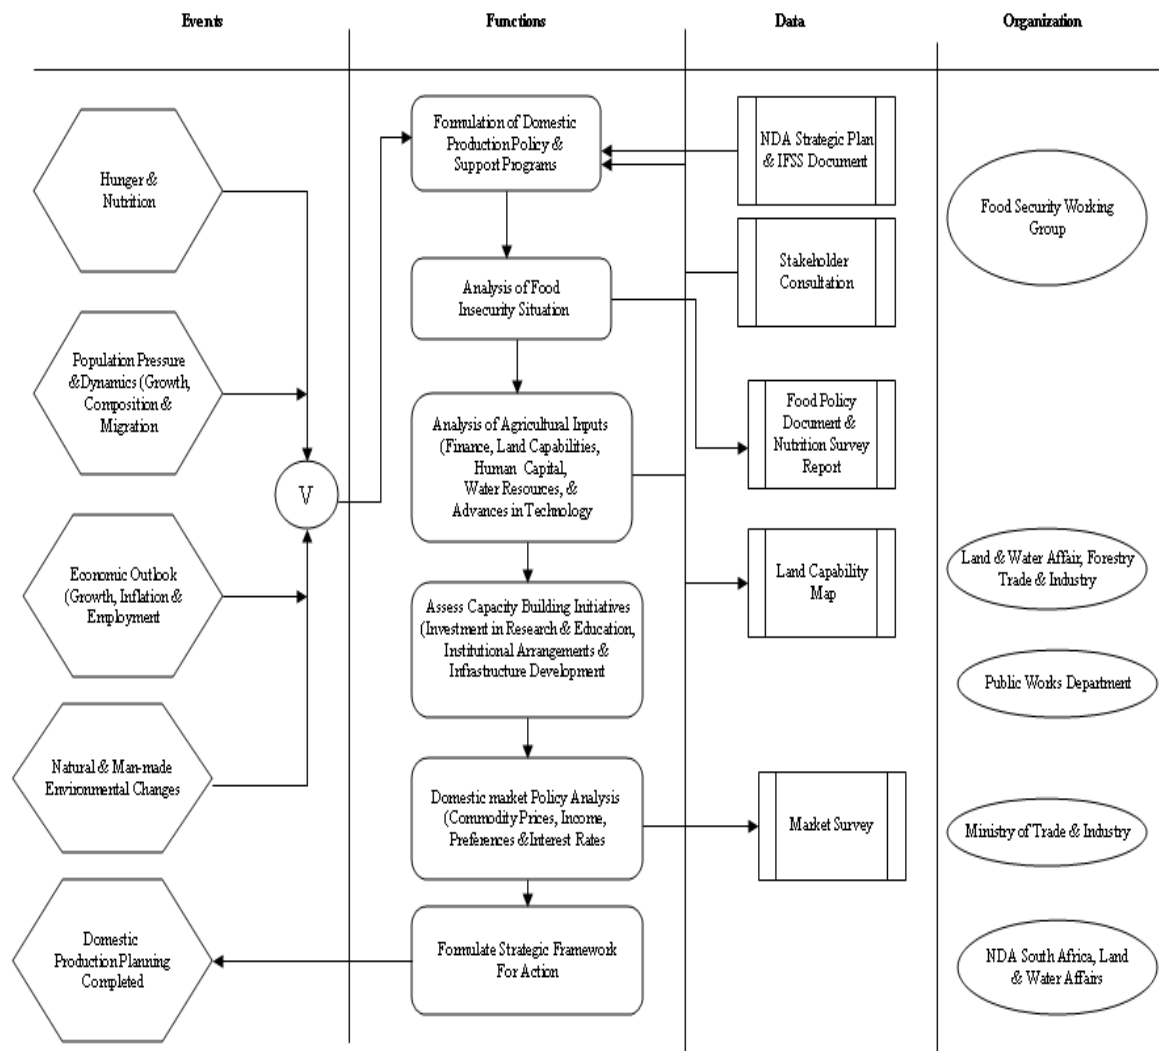 Events
Functions
Data
Organization
Hunger &
Nutrition
Population Pressure
& Dynamics (Growth,
Composition &
Migration
V
Economic Outlook
(Growth, Inflation &
Employment
Natural & Man-made
Environmental Changes
Domestic
Production Planning
Completed
Formulation of Domestic
Production Policy &
Support Programs
Analysis of Food
Insecurity Situation
Analysis of Agricultural Inputs
(Finance, Land Capabilities,
Human Capital,
Water Resources, &
Advances in Technology
Assess Capacity Building Initiatives
(Investment in Research & Education,
Institutional Arrangements &
Infrastructure Development
Domestic market Policy Analysis
(Commodity Prices, Income,
Preferences & Interest Rates
Formulate Strategic Framework
For Action
NDA Strategic Plan
& IFSS Document
Stakeholder
Consultation
Food Policy
Document &
Nutrition Survey
Report
Land Capability
Map
Market Survey
Food Security Working
Group
Land & Water Affair, Forestry
Trade & Industry
Public Works Department
Ministry of Trade & Industry
NDA South Africa, Land
& Water Affairs